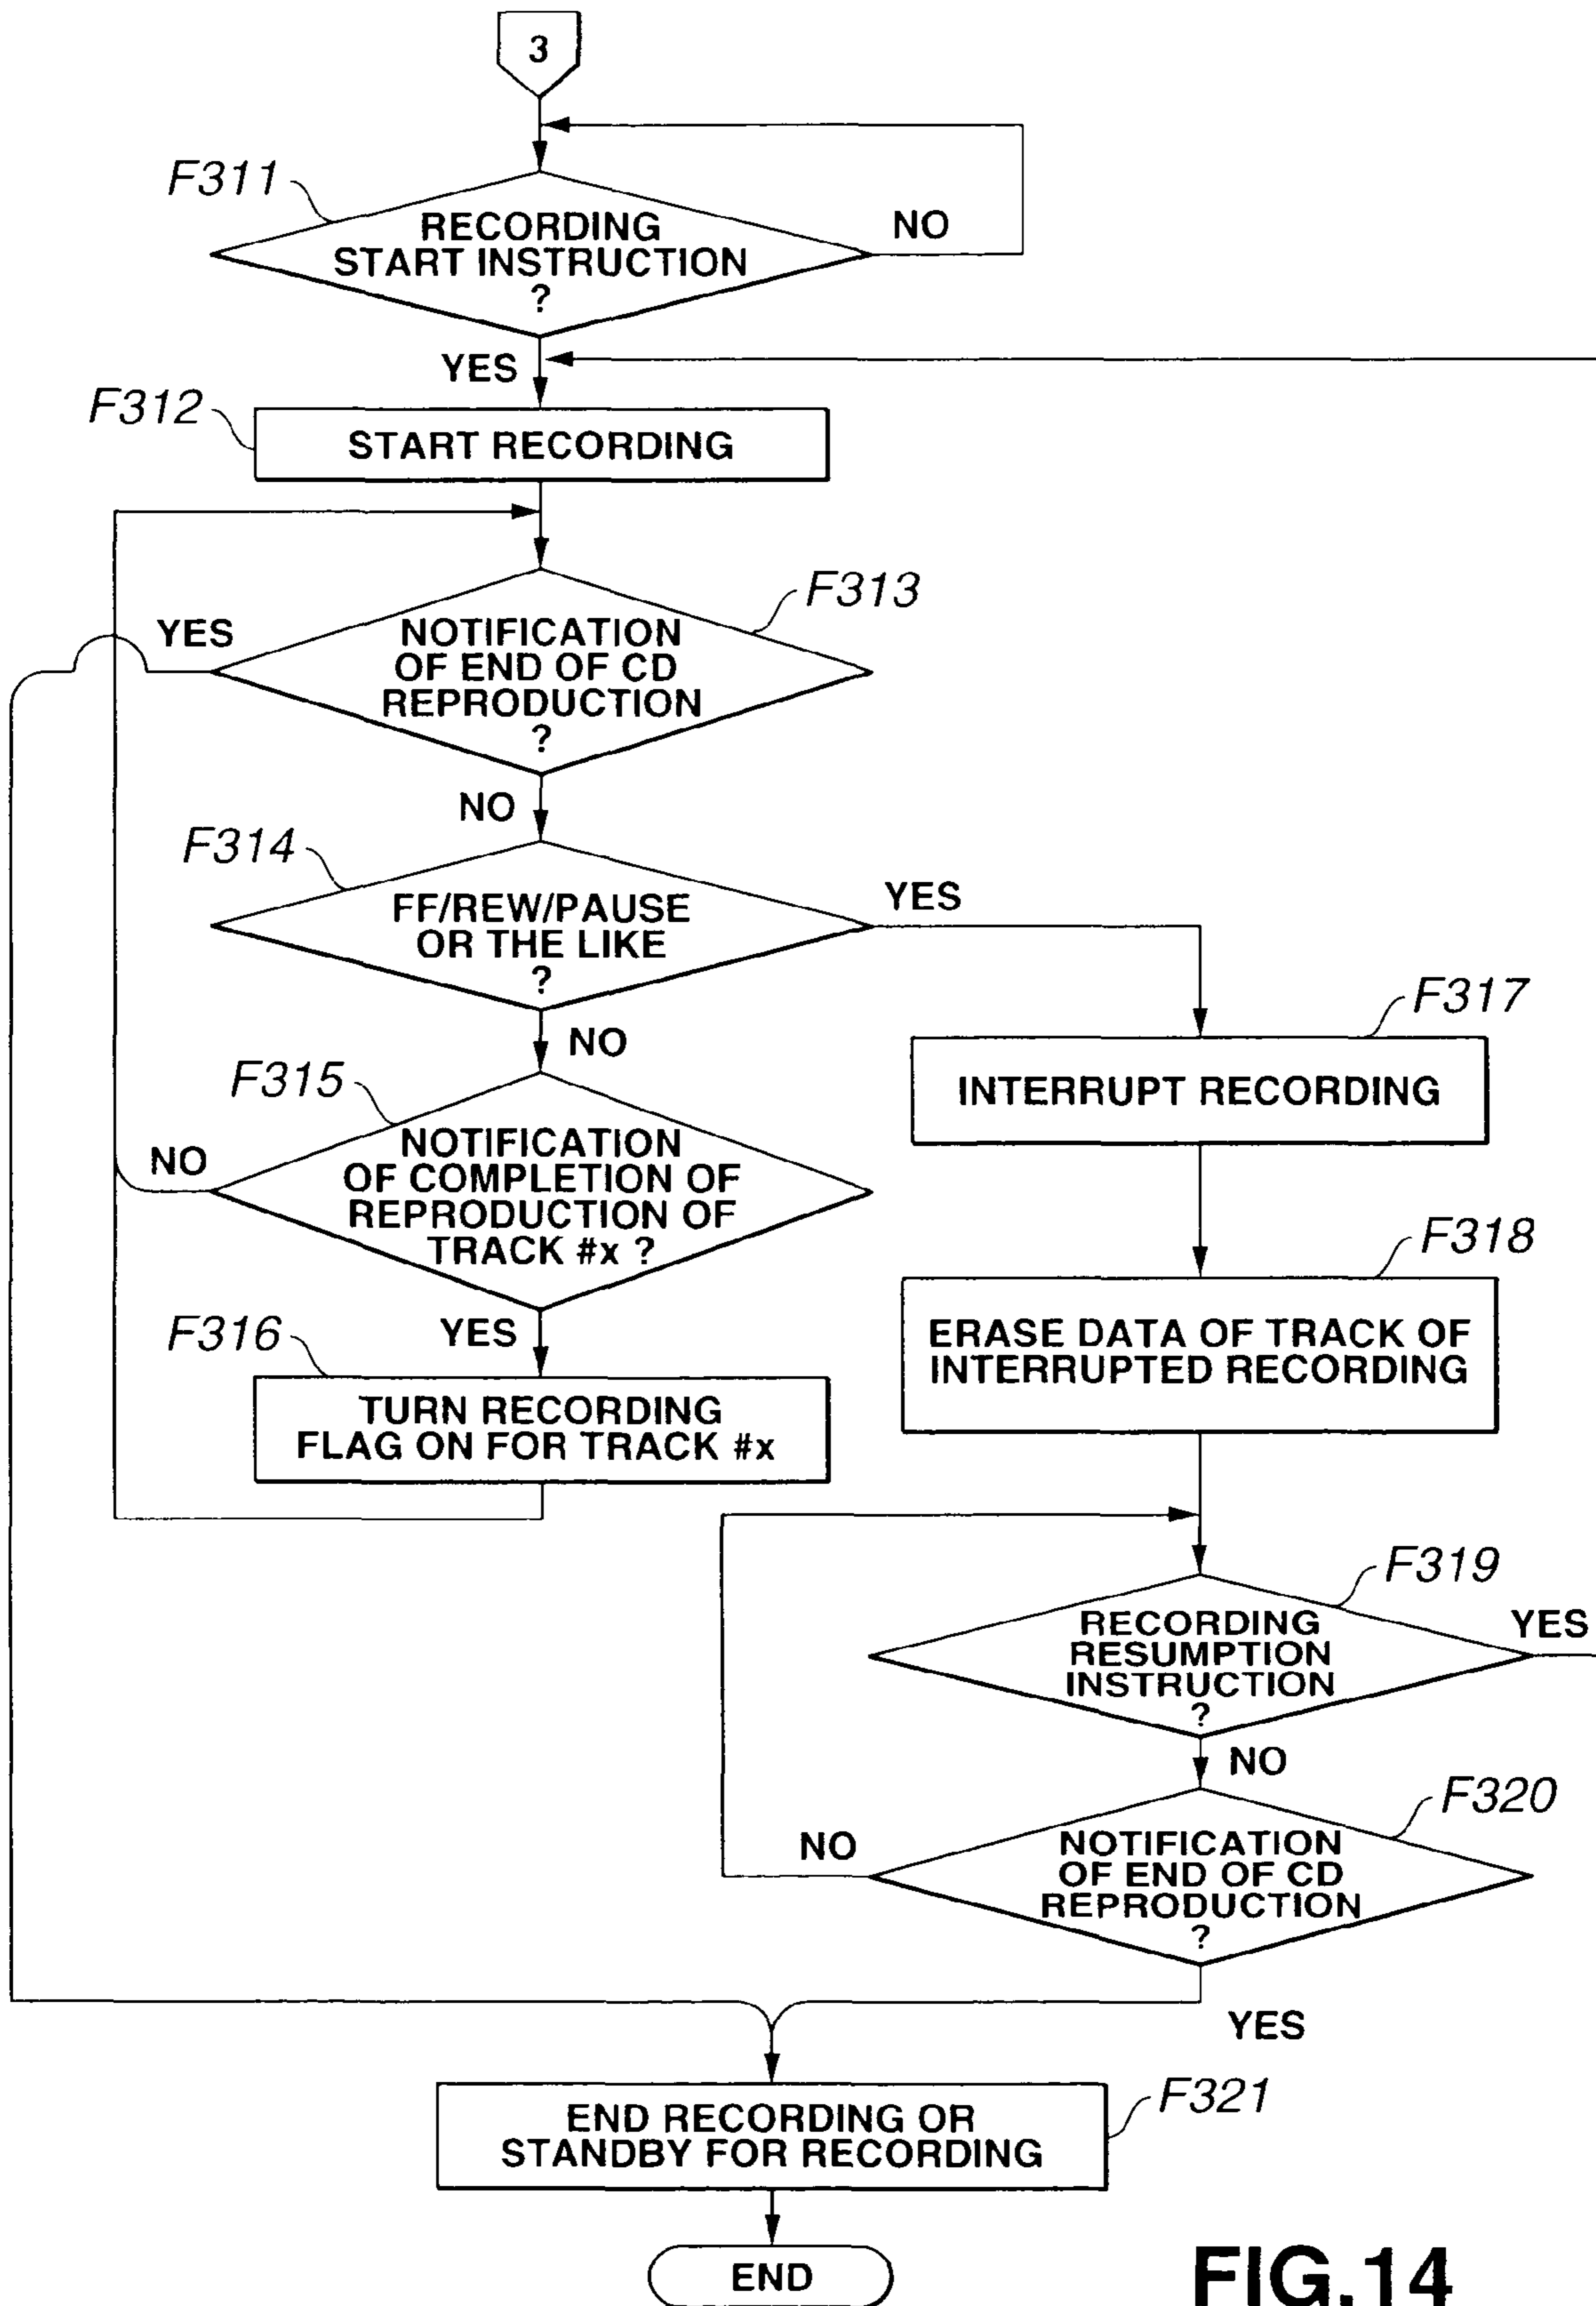 3
F311
RECORDING
START INSTRUCTION
?
NO
YES
F312
START RECORDING
F313
YES
NOTIFICATION
OF END OF CD
REPRODUCTION
?
NO
F314
FF/REW/PAUSE
OR THE LIKE
?
YES
NO
F317
INTERRUPT RECORDING
F315
NOTIFICATION
OF COMPLETION OF
REPRODUCTION OF
TRACK #x ?
NO
YES
F318
ERASE DATA OF TRACK OF
INTERRUPTED RECORDING
F316
TURN RECORDING
FLAG ON FOR TRACK #x
F319
RECORDING
RESUMPTION
INSTRUCTION
?
YES
NO
F320
NOTIFICATION
OF END OF CD
REPRODUCTION
?
NO
YES
F321
END RECORDING OR
STANDBY FOR RECORDING
END
FIG.14